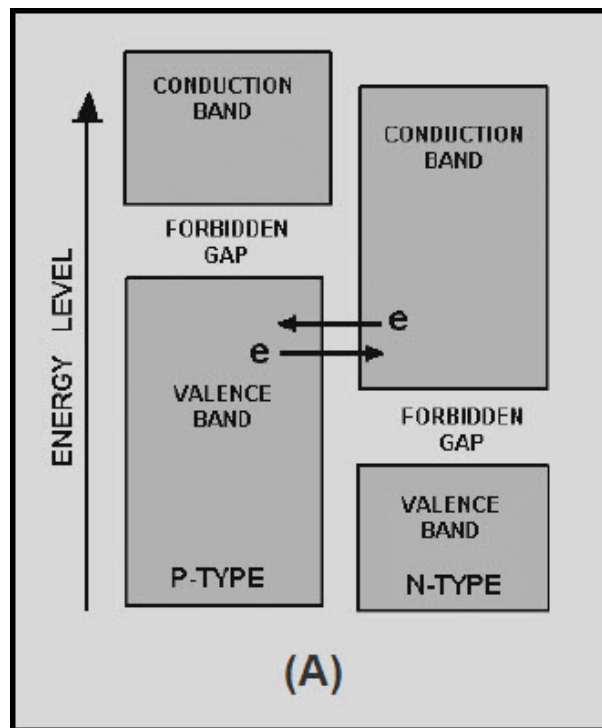 CONDUCTION
BAND
CONDUCTION
BAND
FORBIDDEN
GAP
ENERGY LEVEL
e
e
VALENCE
BAND
FORBIDDEN
GAP
VALENCE
BAND
P-TYPE
N-TYPE
(A)